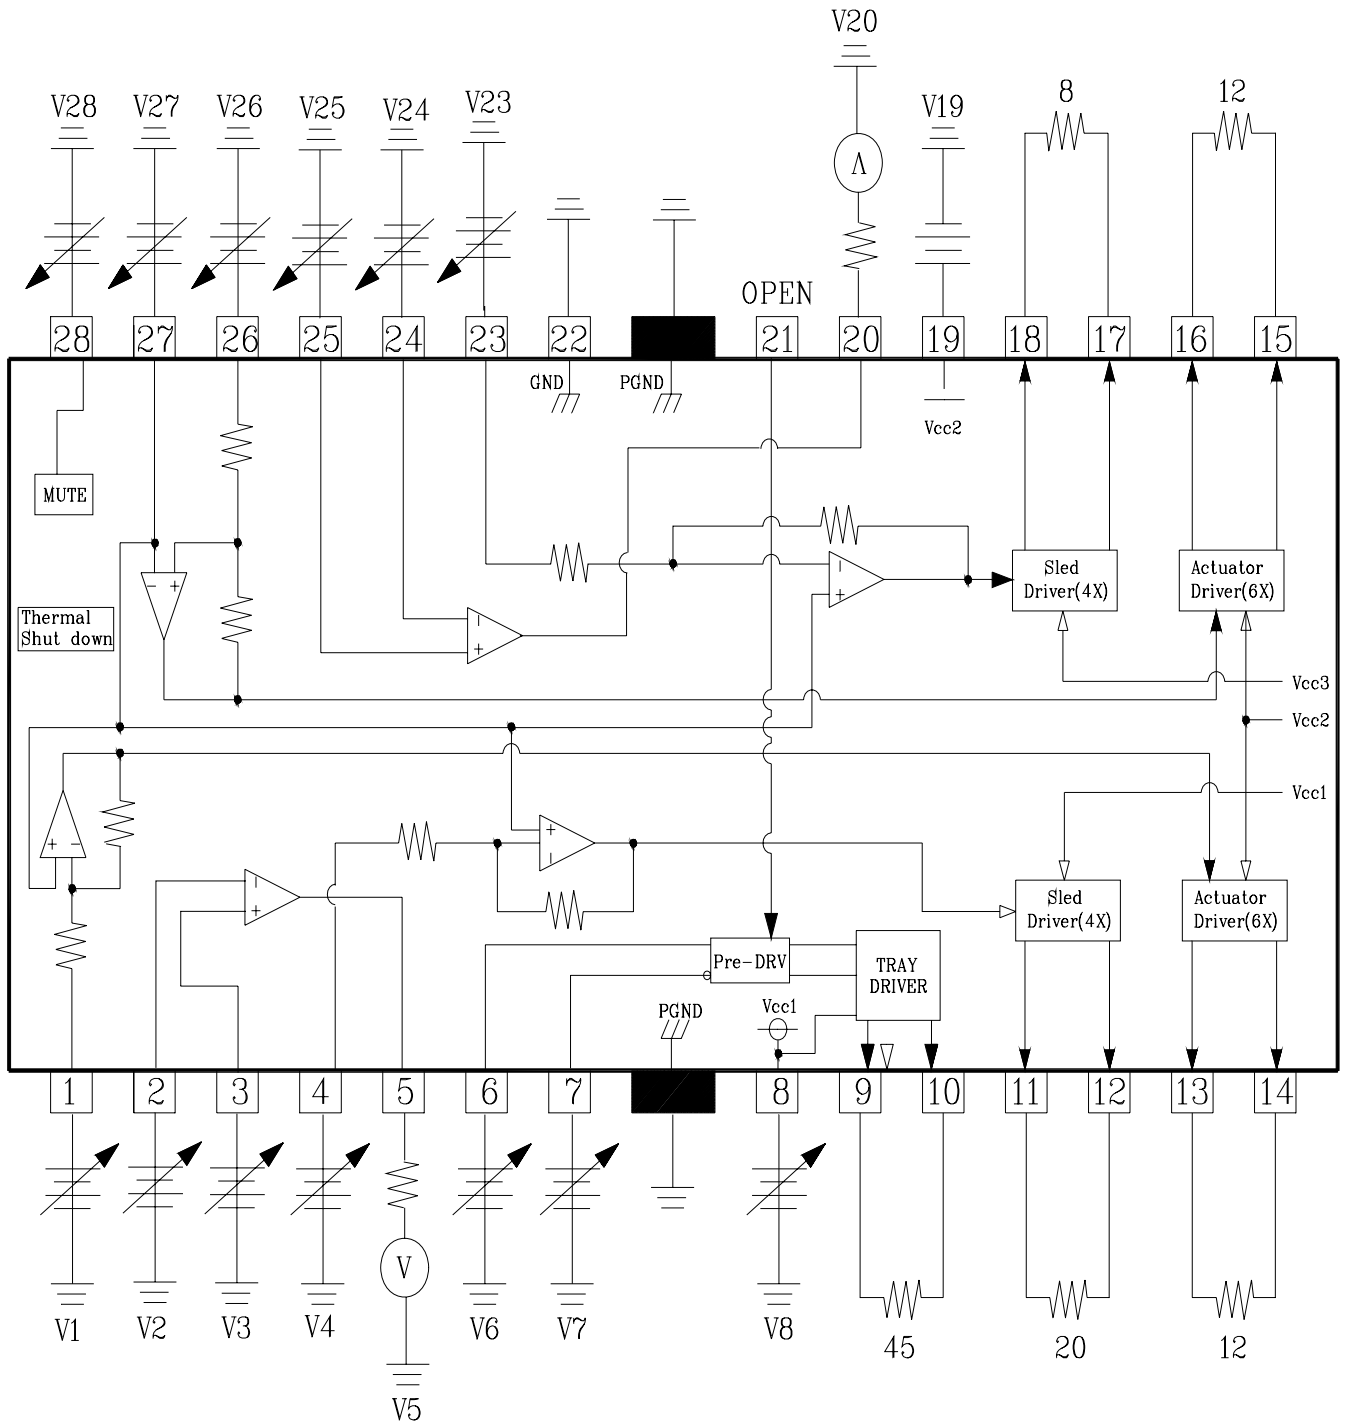 V20
V28 V27 V26 V25 V24 V23 V19 8 12
Λ
OPEN
28 27 26 25 24 23 22 21 20 19 18 17 16 15
GND PGND
Vcc2
MUTE
- +
-
+
-
+
Sled
Driver(4X)
Actuator
Driver(6X)
Thermal
Shut down
Vcc3
Vcc2
Vcc1
+ -
+
-
-
+
Sled
Driver(4X)
Actuator
Driver(6X)
Pre-DRV
TRAY
DRIVER
PGND
Vcc1
1 2 3 4 5 6 7 8 9 10 11 12 13 14
V
V1 V2 V3 V4 V6 V7 V8 45 20 12
V5